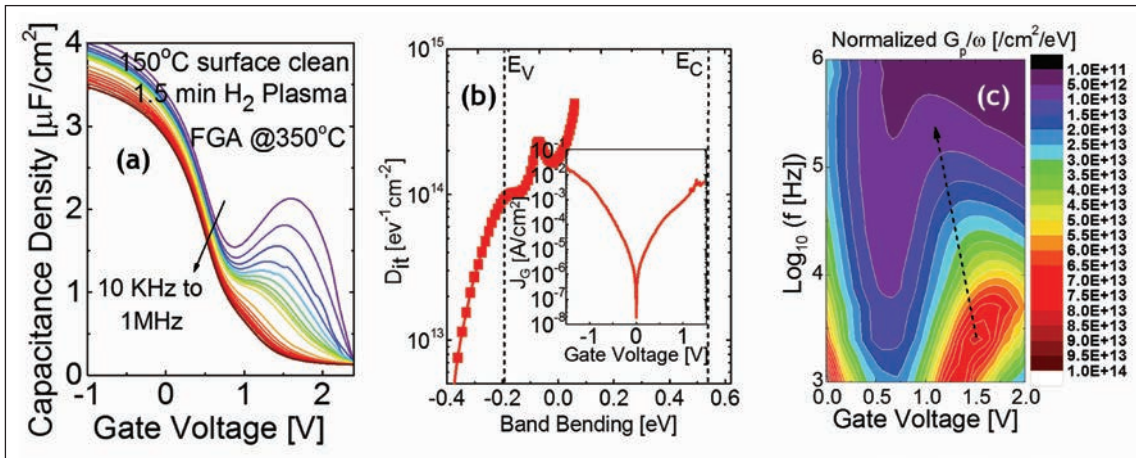 Capacitance Density [µF/cm²]
4
3
2
1
0
150°C surface clean
1.5 min H₂ Plasma
FGA @350°C
(a)
10 KHz to
1MHz
-1 0 1 2
Gate Voltage [V]
Dit [ev⁻¹cm⁻²]
10¹⁵
10¹⁴
10¹³
(b)
EV
EC
JG [A/cm²]
10⁻¹
10⁻²
10⁻³
10⁻⁴
10⁻⁵
10⁻⁶
10⁻⁷
10⁻⁸
-1 0 1
Gate Voltage [V]
-0.4 -0.2 0.0 0.2 0.4 0.6
Band Bending [eV]
Normalized Gp/ω [/cm²/eV]
(c)
Log₁₀ (f [Hz])
6
5
4
3
0.0 0.5 1.0 1.5 2.0
Gate Voltage [V]
1.0E+11
5.0E+12
1.0E+13
1.5E+13
2.0E+13
2.5E+13
3.0E+13
3.5E+13
4.0E+13
4.5E+13
5.0E+13
5.5E+13
6.0E+13
6.5E+13
7.0E+13
7.5E+13
8.0E+13
8.5E+13
9.0E+13
9.5E+13
1.0E+14